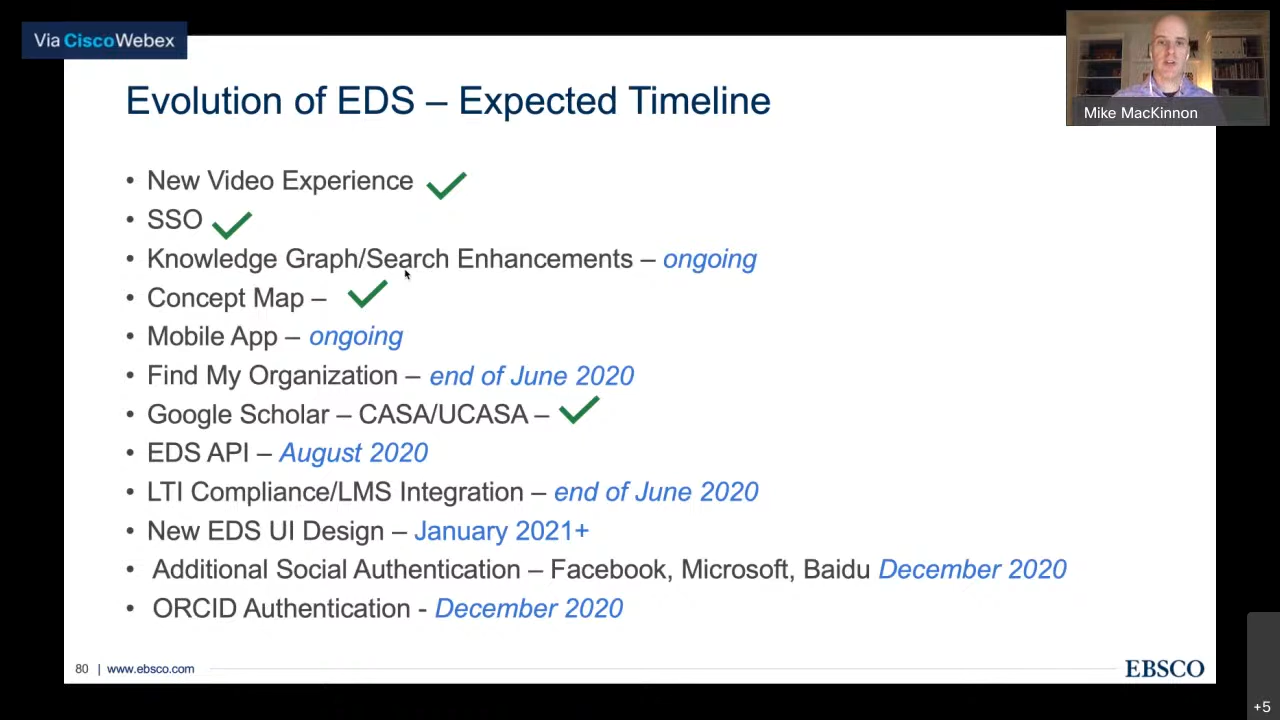 Via CiscoWebex
Mike MacKinnon
Evolution of EDS – Expected Timeline
• New Video Experience
• SSO
• Knowledge Graph/Search Enhancements – ongoing
• Concept Map –
• Mobile App – ongoing
• Find My Organization – end of June 2020
• Google Scholar – CASA/UCASA –
• EDS API – August 2020
• LTI Compliance/LMS Integration – end of June 2020
• New EDS UI Design – January 2021+
• Additional Social Authentication – Facebook, Microsoft, Baidu December 2020
• ORCID Authentication - December 2020
80 | www.ebsco.com
EBSCO
+5